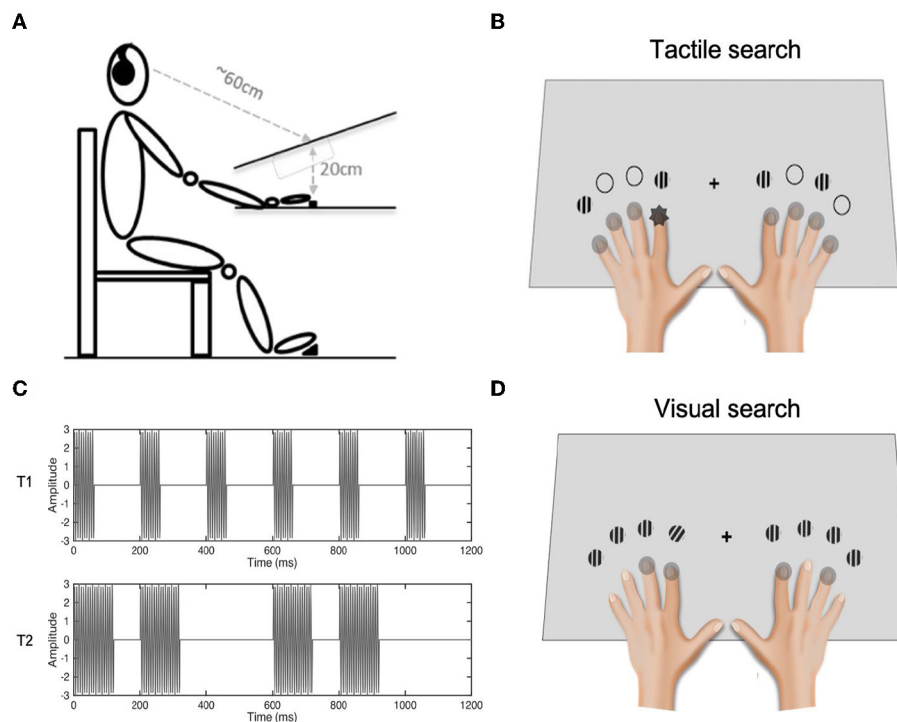 A
~60cm
20cm
B
Tactile search
+
C
T1
Amplitude
3
2
1
0
-1
-2
-3
0 200 400 600 800 1000 1200
Time (ms)
T2
Amplitude
3
2
1
0
-1
-2
-3
0 200 400 600 800 1000 1200
Time (ms)
D
Visual search
+